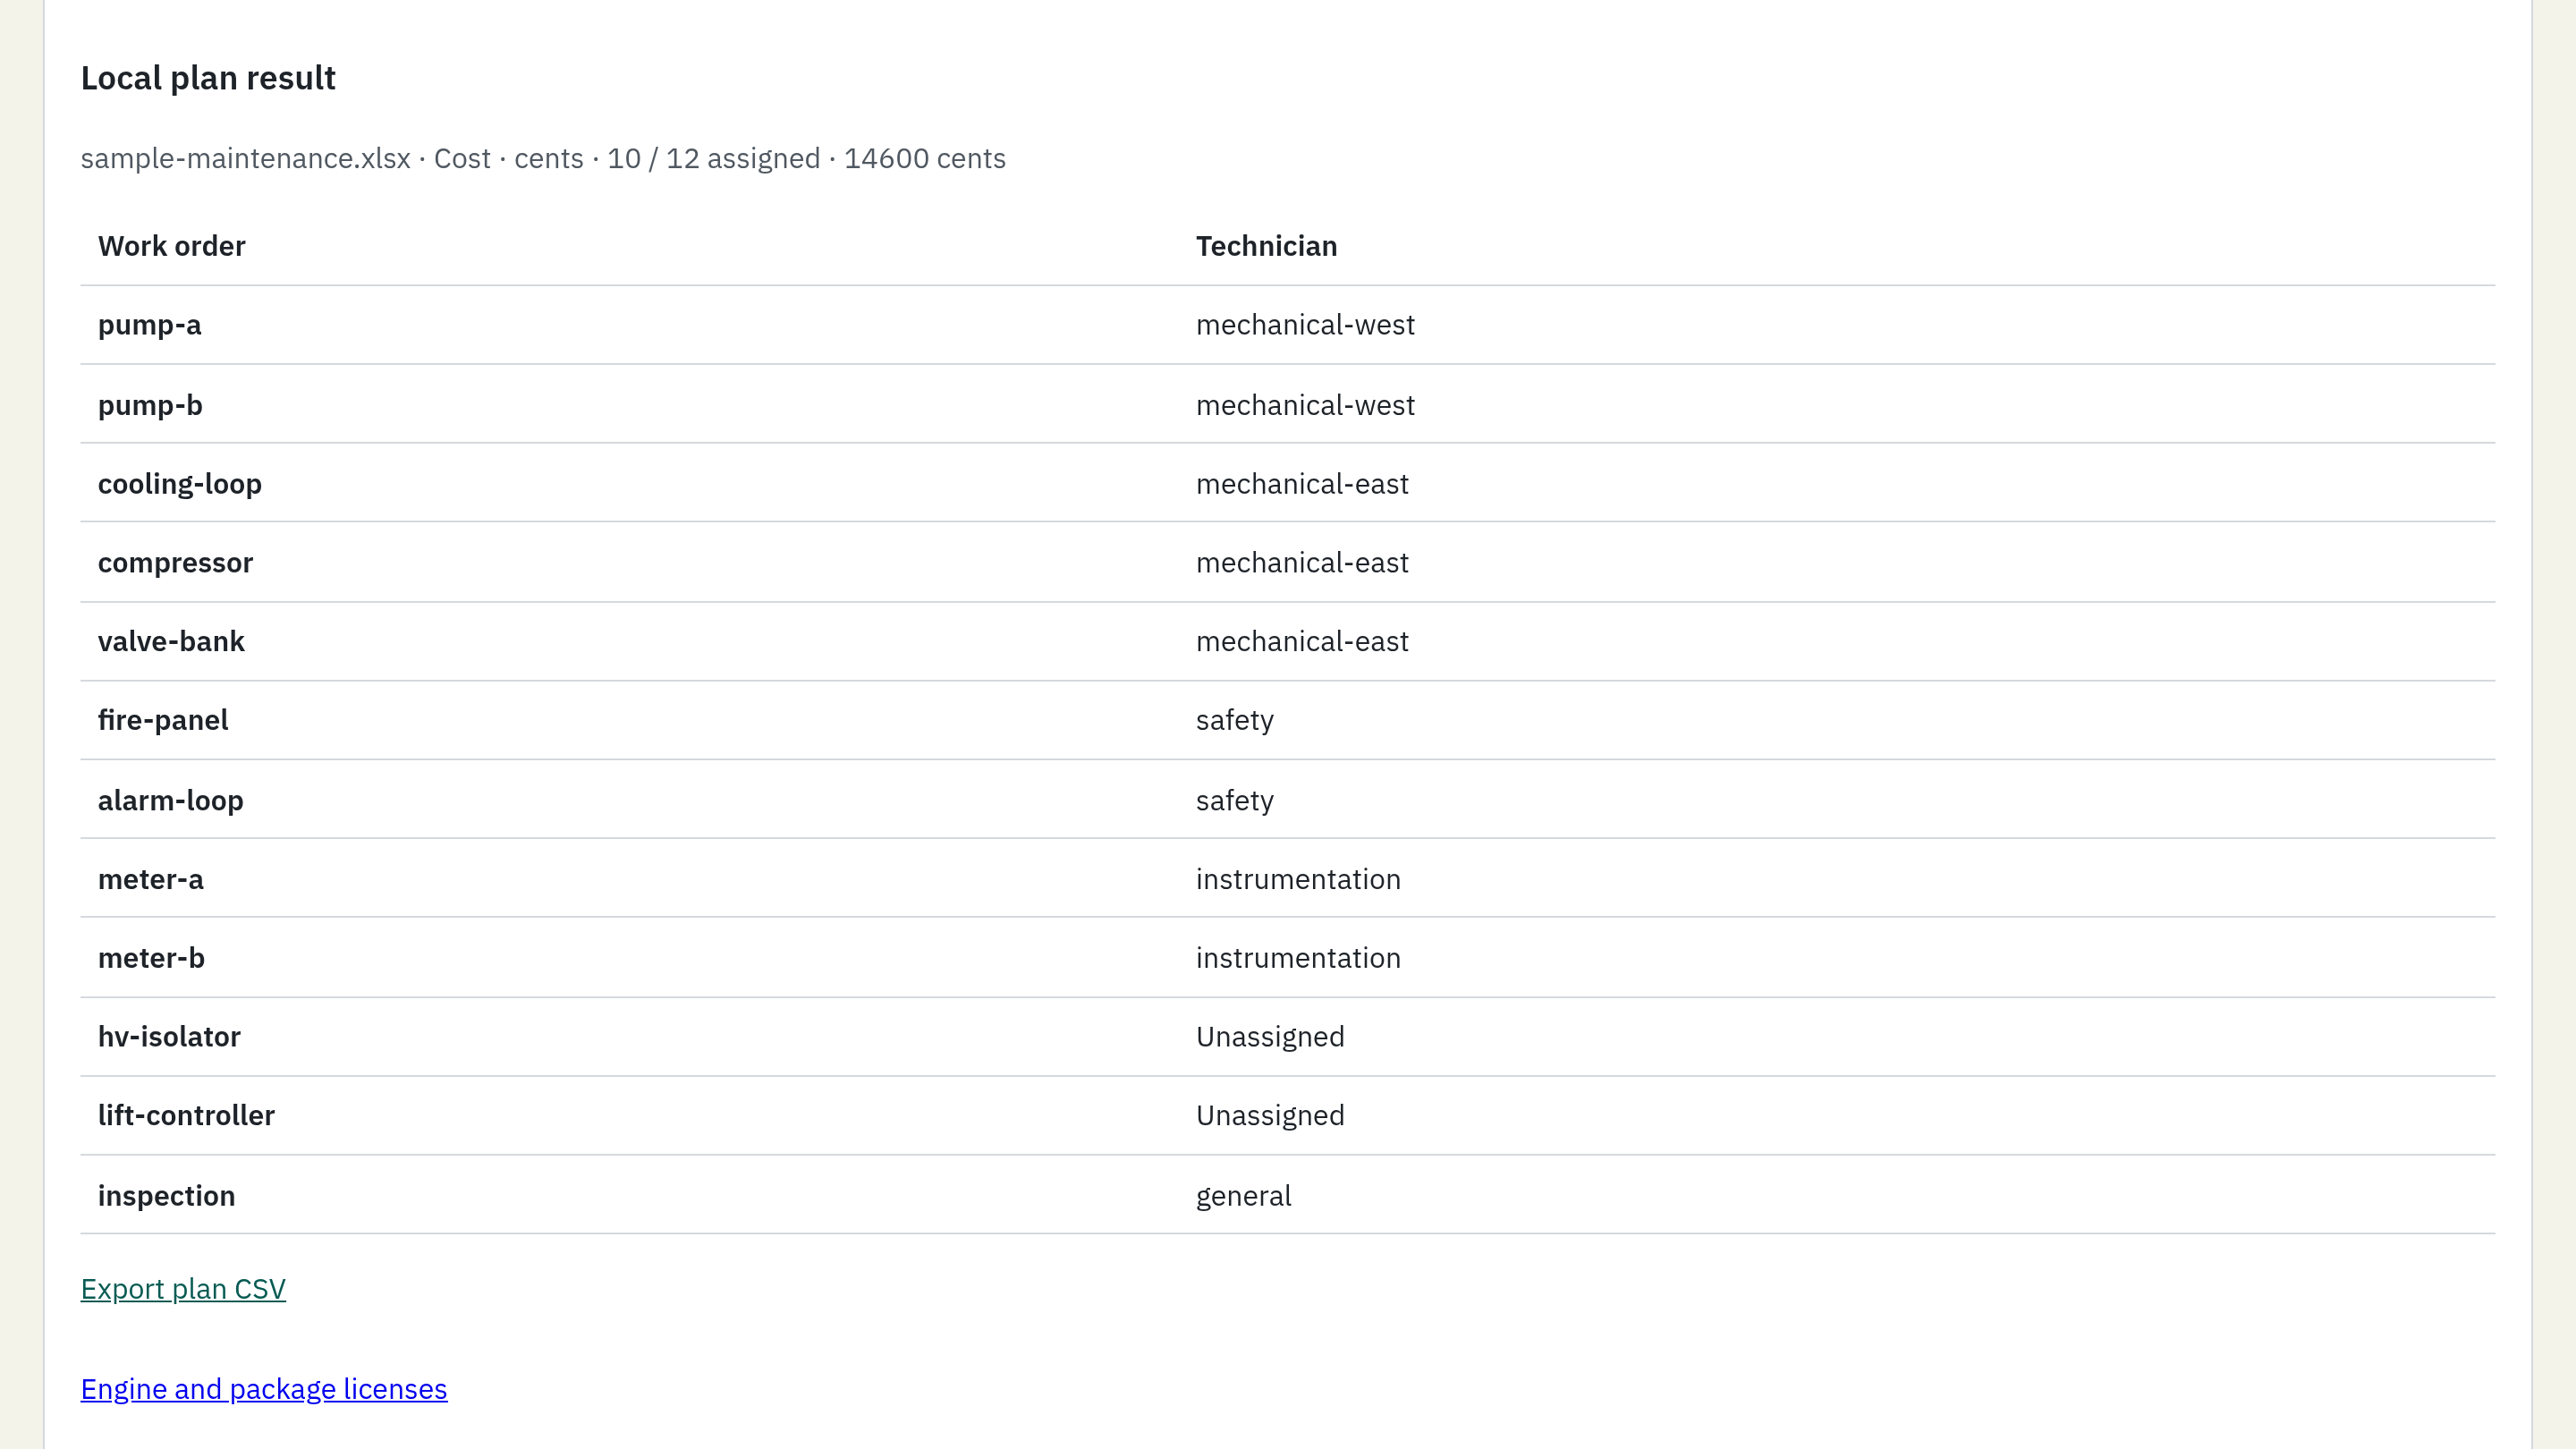 Local plan result
sample-maintenance.xlsx · Cost · cents · 10 / 12 assigned · 14600 cents
Work order Technician
pump-a mechanical-west
pump-b mechanical-west
cooling-loop mechanical-east
compressor mechanical-east
valve-bank mechanical-east
fire-panel safety
alarm-loop safety
meter-a instrumentation
meter-b instrumentation
hv-isolator Unassigned
lift-controller Unassigned
inspection general
Export plan CSV
Engine and package licenses